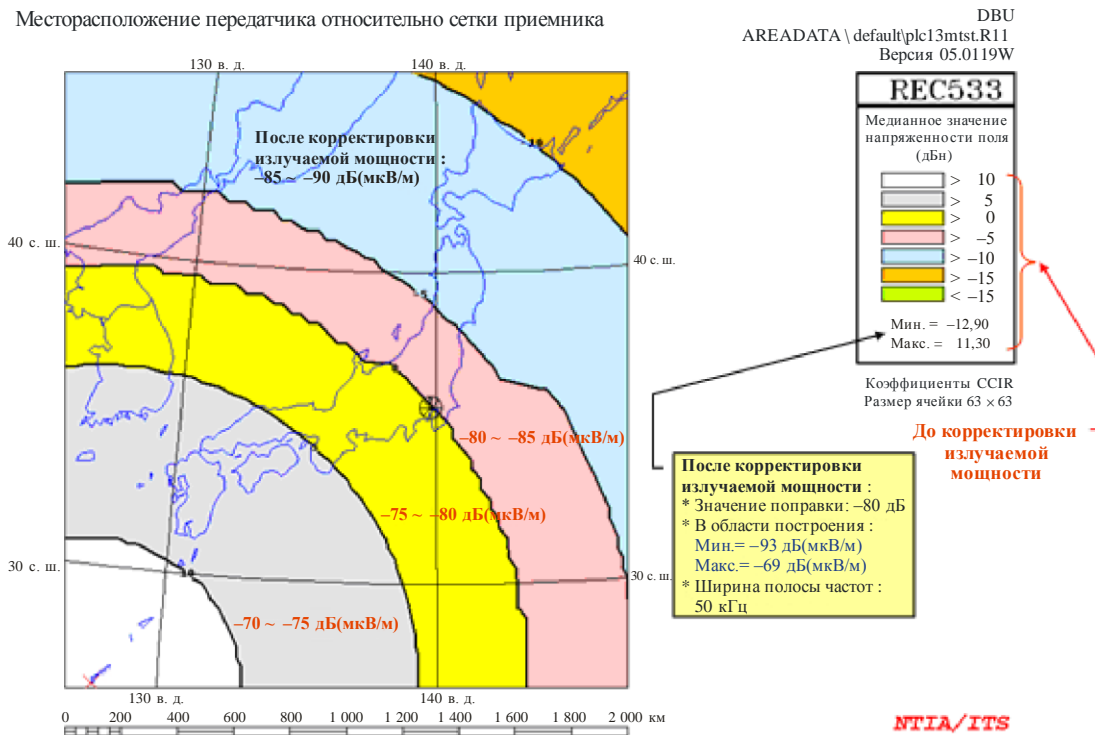 Месторасположение передатчика относительно сетки приемника
DBU
AREADATA \ default\plc13mtst.R11
Версия 05.0119W
130 в. д.
140 в. д.
REC533
Медианное значение
напряженности поля
(дБн)
> 10
> 5
> 0
> –5
> –10
> –15
< –15
Мин. = –12,90
Макс. = 11,30
Коэффициенты CCIR
Размер ячейки 63 × 63
До корректировки
излучаемой
мощности
После корректировки
излучаемой мощности :
–85 ~ –90 дБ(мкВ/м)
40 с. ш.
40 с. ш.
–80 ~ –85 дБ(мкВ/м)
–75 ~ –80 дБ(мкВ/м)
30 с. ш.
30 с. ш.
–70 ~ –75 дБ(мкВ/м)
После корректировки
излучаемой мощности :
* Значение поправки: –80 дБ
* В области построения :
Мин.= –93 дБ(мкВ/м)
Макс.= –69 дБ(мкВ/м)
* Ширина полосы частот :
50 кГц
130 в. д.
140 в. д.
0 200 400 600 800 1 000 1 200 1 400 1 600 1 800 2 000 км
NTIA/ITS